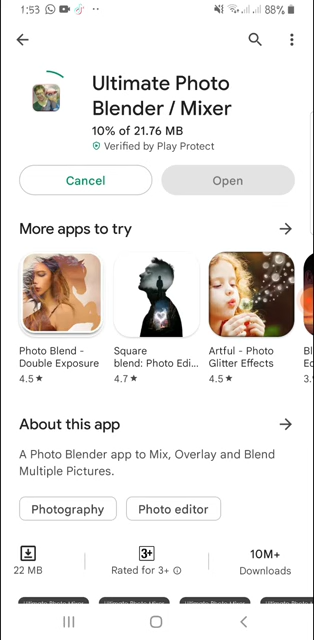 1:53
88%
Ultimate Photo
Blender / Mixer
10% of 21.76 MB
Verified by Play Protect
Cancel
Open
More apps to try
Photo Blend -
Double Exposure
4.5★
Square
blend: Photo Edi...
4.7★
Artful - Photo
Glitter Effects
4.5★
About this app
A Photo Blender app to Mix, Overlay and Blend
Multiple Pictures.
Photography
Photo editor
3+
10M+
22 MB
Rated for 3+
Downloads